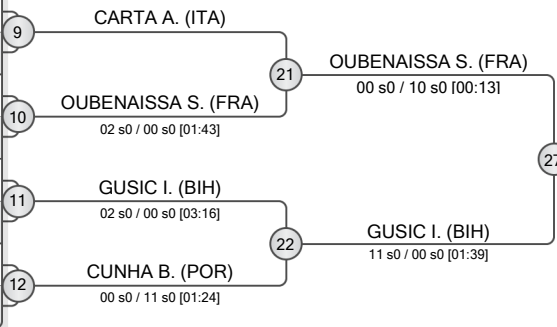 9
CARTA A. (ITA)
21
OUBENAISSA S. (FRA)
00 s0 / 10 s0 [00:13]
10
OUBENAISSA S. (FRA)
02 s0 / 00 s0 [01:43]
27
11
GUSIC I. (BIH)
02 s0 / 00 s0 [03:16]
22
GUSIC I. (BIH)
11 s0 / 00 s0 [01:39]
12
CUNHA B. (POR)
00 s0 / 11 s0 [01:24]